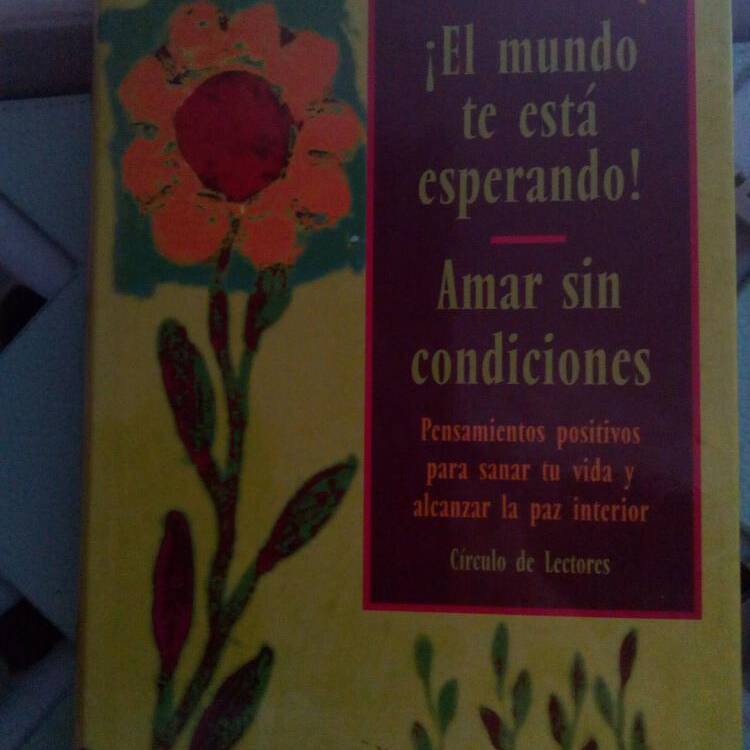 ¡El mundo
te está
esperando!
Amar sin
condiciones
Pensamientos positivos
para sanar tu vida y
alcanzar la paz interior
Círculo de Lectores